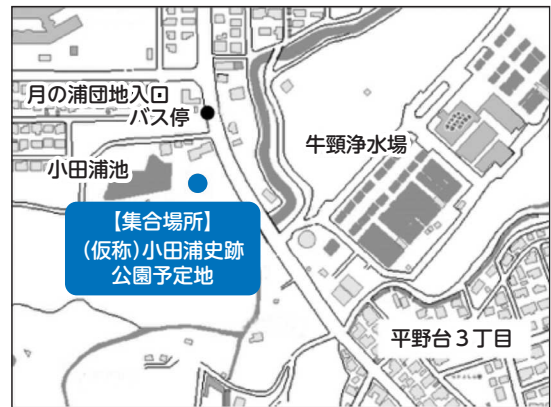 月の浦団地入口
バス停
牛頸浄水場
小田浦池
【集合場所】
(仮称)小田浦史跡
公園予定地
平野台３丁目